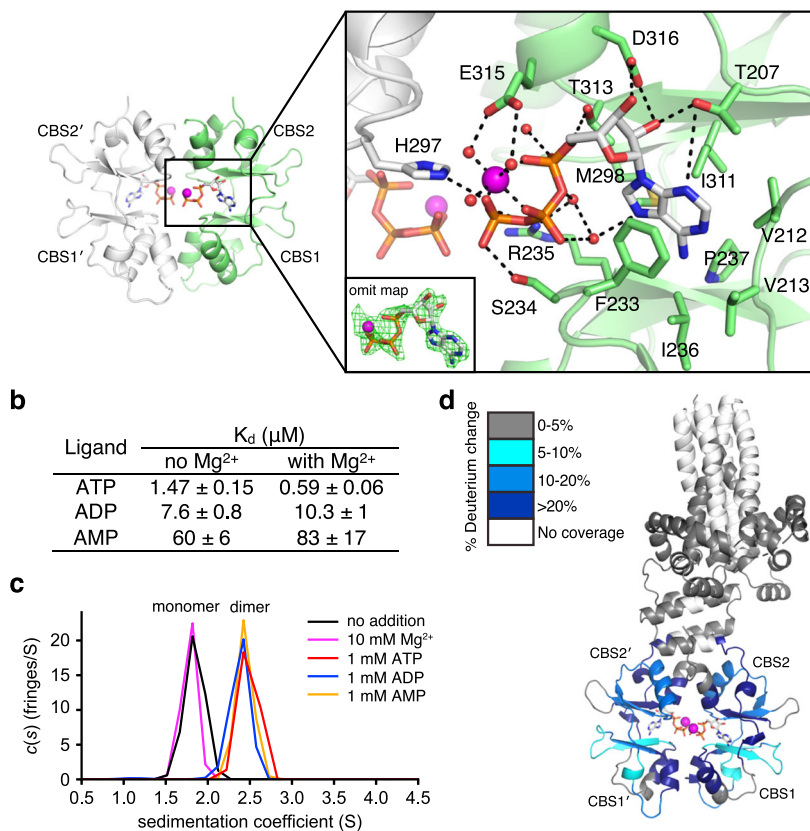 CBS2′
CBS2
CBS1′
CBS1
D316
E315
T313
T207
H297
M298
I311
V212
R235
P237
S234
F233
V213
I236
omit map
b
Ligand
K_d (μM)
no Mg²⁺
with Mg²⁺
ATP 1.47 ± 0.15 0.59 ± 0.06
ADP 7.6 ± 0.8 10.3 ± 1
AMP 60 ± 6 83 ± 17
c
monomer
dimer
no addition
10 mM Mg²⁺
1 mM ATP
1 mM ADP
1 mM AMP
c(s) (fringes/S)
20
15
10
5
0
0.5 1.0 1.5 2.0 2.5 3.0 3.5 4.0 4.5
sedimentation coefficient (S)
d
% Deuterium change
0-5%
5-10%
10-20%
>20%
No coverage
CBS2′
CBS2
CBS1′
CBS1